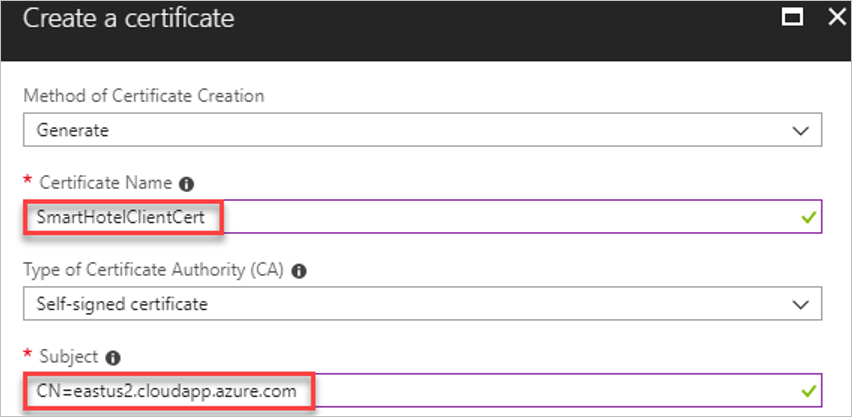 Create a certificate
Method of Certificate Creation
Generate
* Certificate Name
SmartHotelClientCert
Type of Certificate Authority (CA)
Self-signed certificate
* Subject
CN=eastus2.cloudapp.azure.com